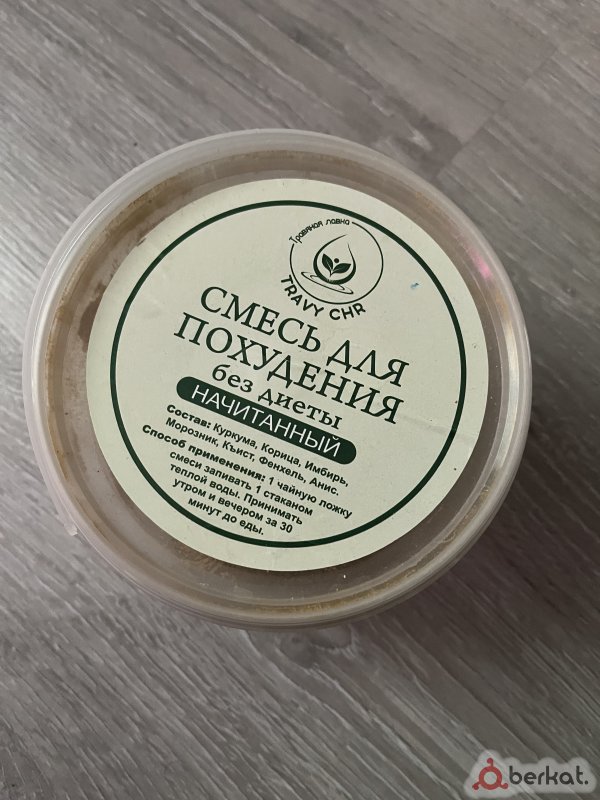 Травяная лавка
TRAVY CHR
СМЕСЬ ДЛЯ
ПОХУДЕНИЯ
без диеты
НАЧИТАННЫЙ
Состав: Куркума, Корица, Имбирь,
Морозник, Къист, Фенхель, Анис.
Способ применения: 1 чайную ложку
смеси запивать 1 стаканом
теплой воды. Принимать
утром и вечером за 30
минут до еды.
berkat.